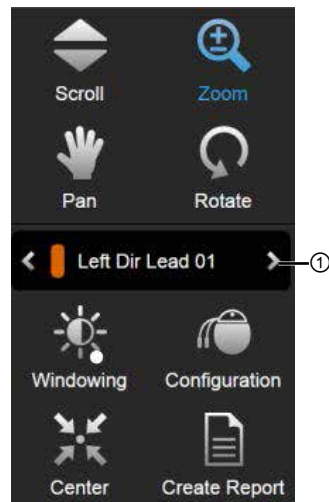 Scroll Zoom
Pan Rotate
Left Dir Lead 01 ①
Windowing Configuration
Center Create Report